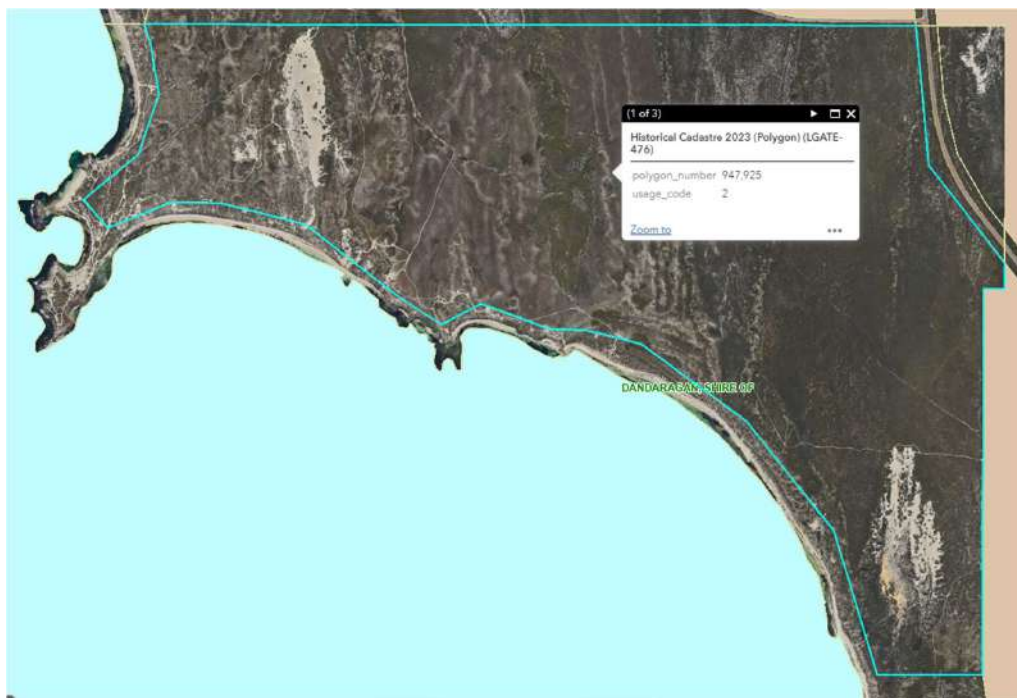 (1 of 3)
Historical Cadastre 2023 (Polygon) (LGATE-
476)
polygon_number 947,925
usage_code 2
Zoom to
DANDARAGAN, SHIRE OF